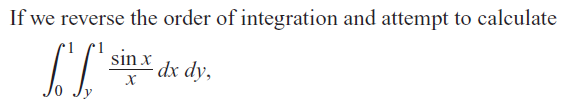 If we reverse the order of integration and attempt to calculate
∫₀¹ ∫ᵧ¹ sin x / x dx dy,